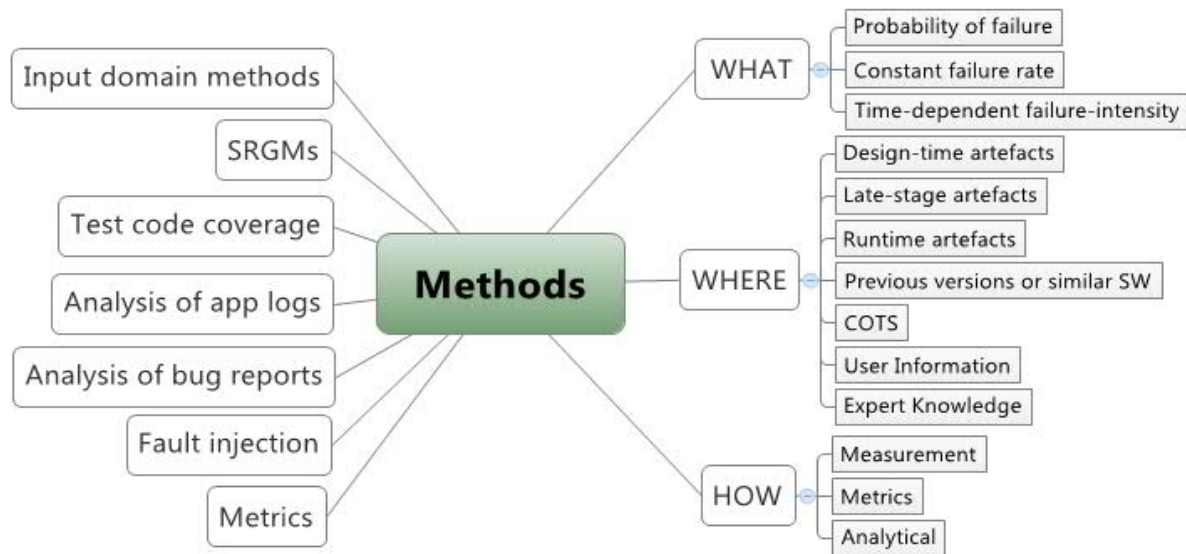 Input domain methods
SRGMs
Test code coverage
Analysis of app logs
Analysis of bug reports
Fault injection
Metrics
Methods
WHAT
Probability of failure
Constant failure rate
Time-dependent failure-intensity
WHERE
Design-time artefacts
Late-stage artefacts
Runtime artefacts
Previous versions or similar SW
COTS
User Information
Expert Knowledge
HOW
Measurement
Metrics
Analytical